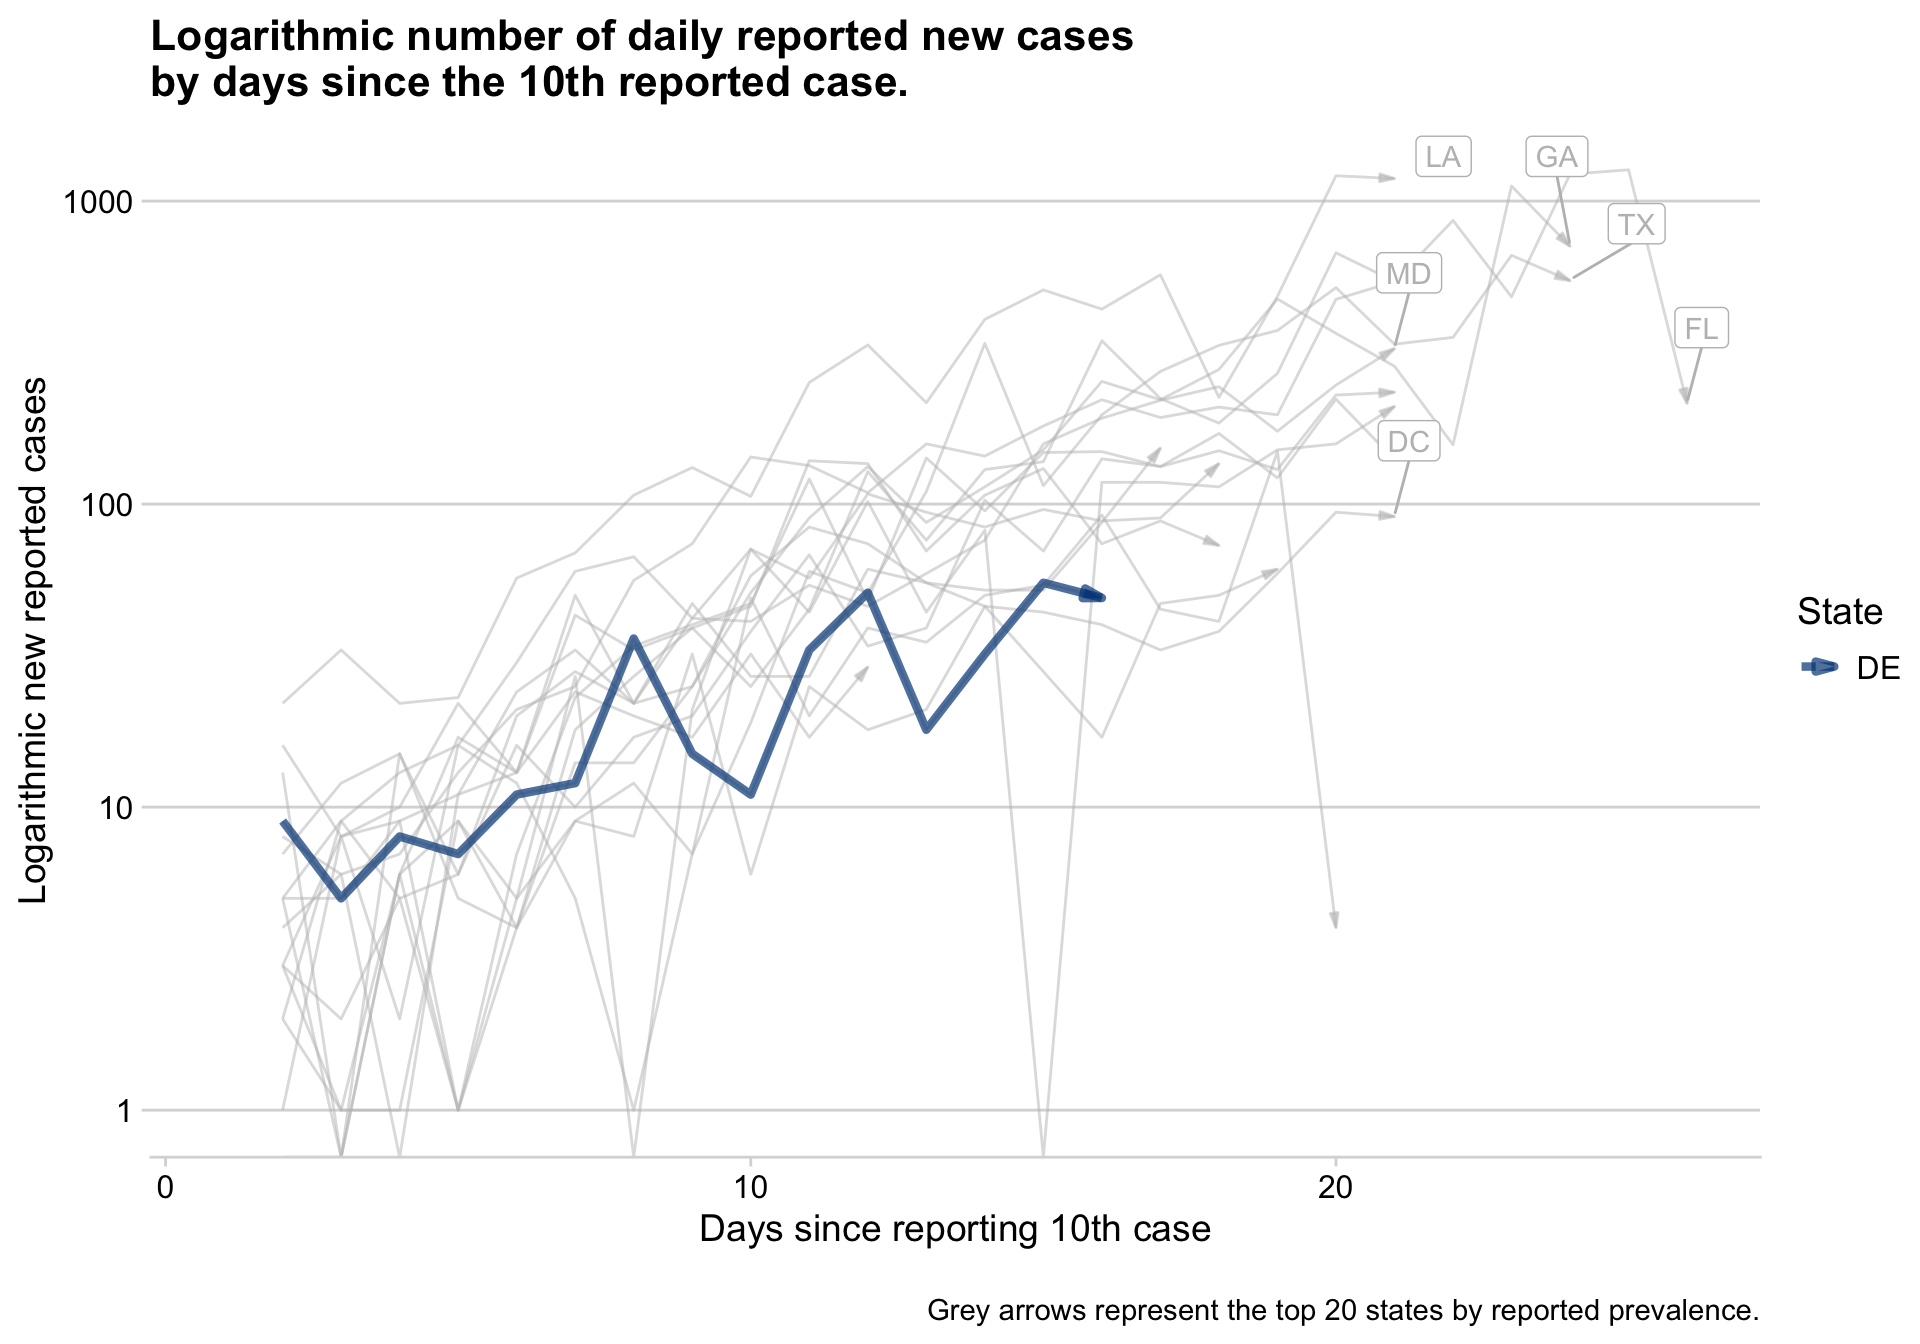 Logarithmic number of daily reported new cases
by days since the 10th reported case.
LA
GA
TX
MD
FL
DC
1000
100
10
1
Logarithmic new reported cases
State
DE
0
10
20
Days since reporting 10th case
Grey arrows represent the top 20 states by reported prevalence.